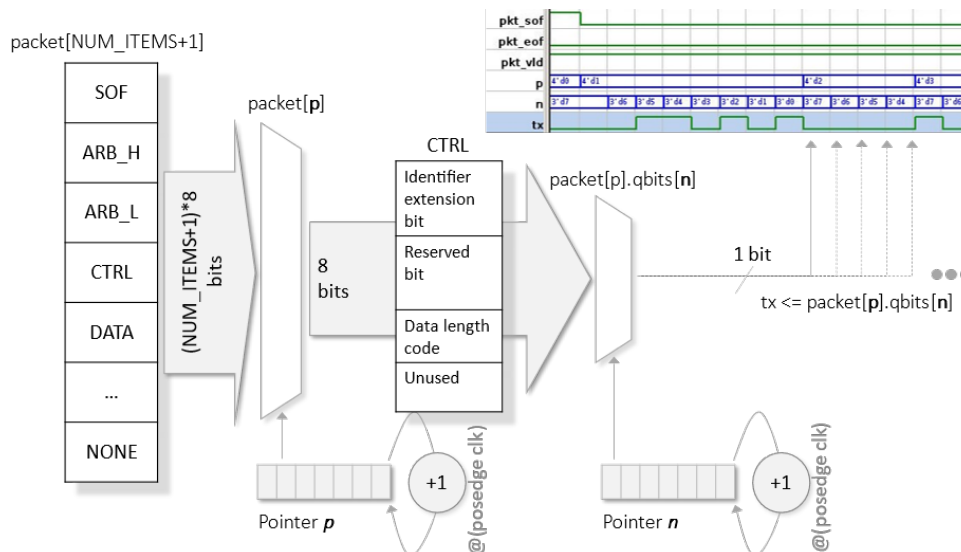 packet[NUM_ITEMS+1]
SOF
ARB_H
ARB_L
CTRL
DATA
...
NONE
(NUM_ITEMS+1)*8
bits
packet[p]
8
bits
CTRL
Identifier
extension
bit
Reserved
bit
Data length
code
Unused
packet[p].qbits[n]
1 bit
tx <= packet[p].qbits[n]
Pointer p
+1
@(posedge clk)
Pointer n
+1
@(posedge clk)
pkt_sof
pkt_eof
pkt_vld
p 4'd0 4'd1 4'd2 4'd3
n 3'd7 3'd6 3'd5 3'd4 3'd3 3'd2 3'd1 3'd0 3'd7 3'd6 3'd5 3'd4 3'd7 3'd6
tx